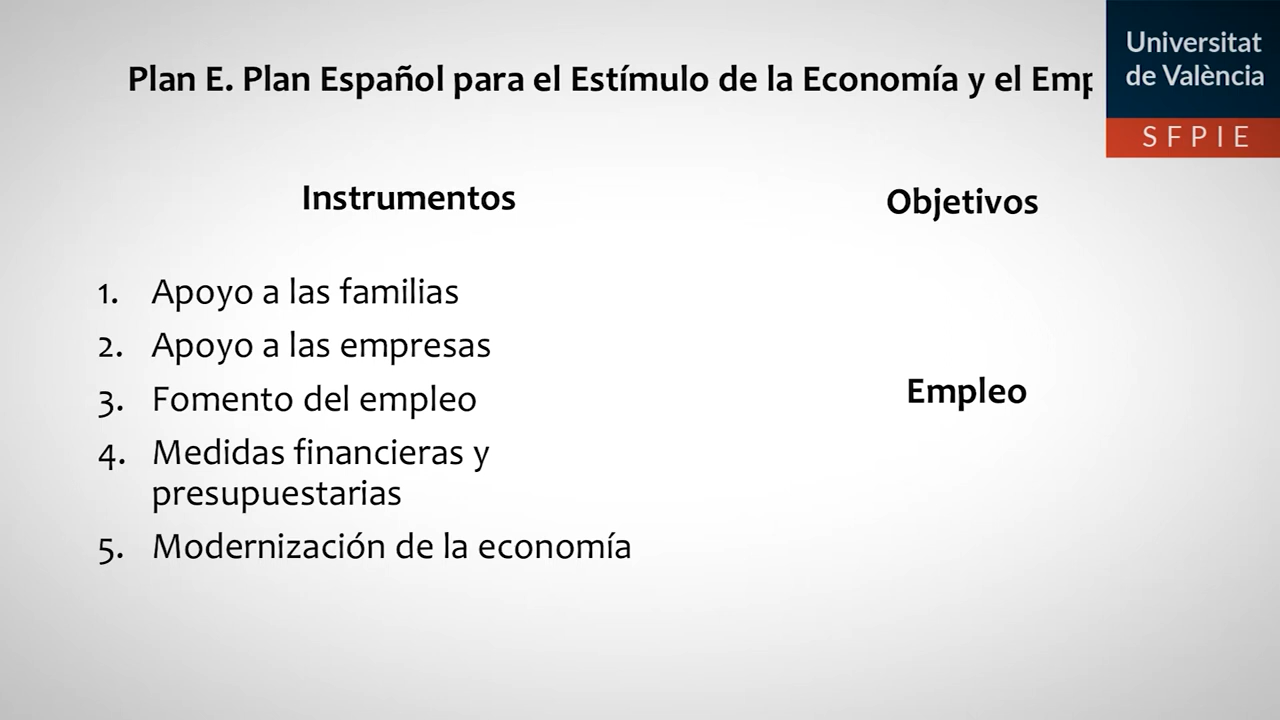 Plan E. Plan Español para el Estímulo de la Economía y el Emp
Universitat
de València
SFPIE
Instrumentos
Objetivos
1. Apoyo a las familias
2. Apoyo a las empresas
3. Fomento del empleo
4. Medidas financieras y
presupuestarias
5. Modernización de la economía
Empleo